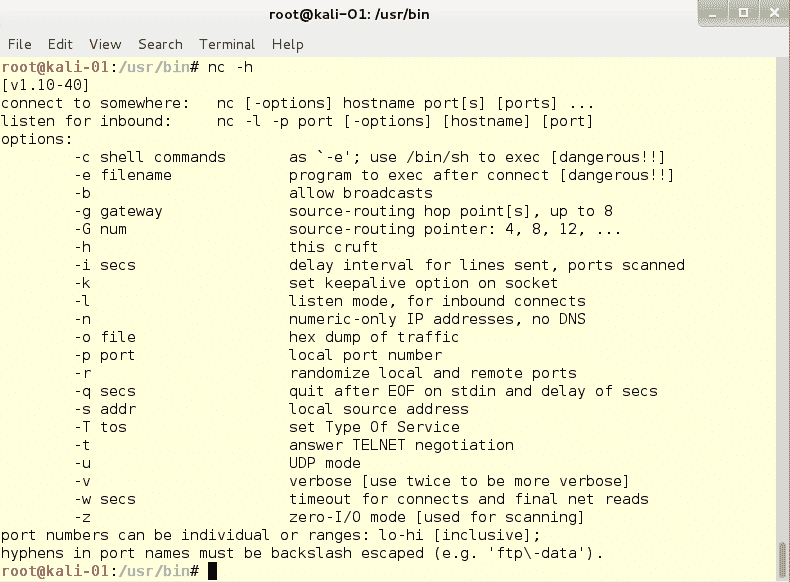 root@kali-01: /usr/bin
File Edit View Search Terminal Help
root@kali-01:/usr/bin# nc -h
[v1.10-40]
connect to somewhere:   nc [-options] hostname port[s] [ports] ...
listen for inbound:     nc -l -p port [-options] [hostname] [port]
options:
        -c shell commands       as `-e'; use /bin/sh to exec [dangerous!!]
        -e filename             program to exec after connect [dangerous!!]
        -b                      allow broadcasts
        -g gateway              source-routing hop point[s], up to 8
        -G num                  source-routing pointer: 4, 8, 12, ...
        -h                      this cruft
        -i secs                 delay interval for lines sent, ports scanned
        -k                      set keepalive option on socket
        -l                      listen mode, for inbound connects
        -n                      numeric-only IP addresses, no DNS
        -o file                 hex dump of traffic
        -p port                 local port number
        -r                      randomize local and remote ports
        -q secs                 quit after EOF on stdin and delay of secs
        -s addr                 local source address
        -T tos                  set Type Of Service
        -t                      answer TELNET negotiation
        -u                      UDP mode
        -v                      verbose [use twice to be more verbose]
        -w secs                 timeout for connects and final net reads
        -z                      zero-I/O mode [used for scanning]
port numbers can be individual or ranges: lo-hi [inclusive];
hyphens in port names must be backslash escaped (e.g. 'ftp\-data').
root@kali-01:/usr/bin#